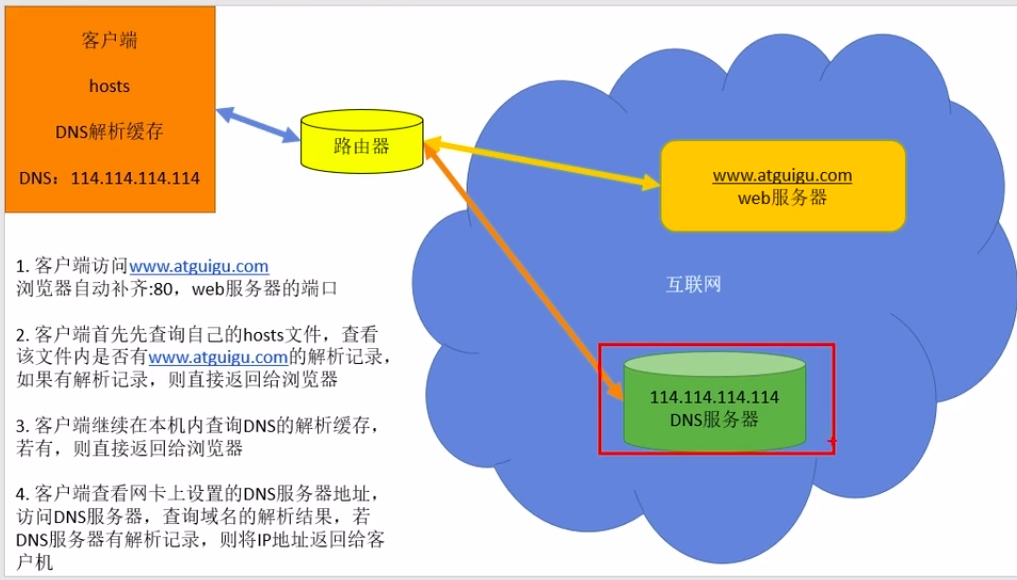 客户端
hosts
DNS解析缓存
DNS：114.114.114.114
路由器
www.atguigu.com
web服务器
互联网
114.114.114.114
DNS服务器
1. 客户端访问www.atguigu.com
浏览器自动补齐:80，web服务器的端口
2. 客户端首先先查询自己的hosts文件，查看
该文件内是否有www.atguigu.com的解析记录，
如果有解析记录，则直接返回给浏览器
3. 客户端继续在本机内查询DNS的解析缓存，
若有，则直接返回给浏览器
4. 客户端查看网卡上设置的DNS服务器地址，
访问DNS服务器，查询域名的解析结果，若
DNS服务器有解析记录，则将IP地址返回给客
户机